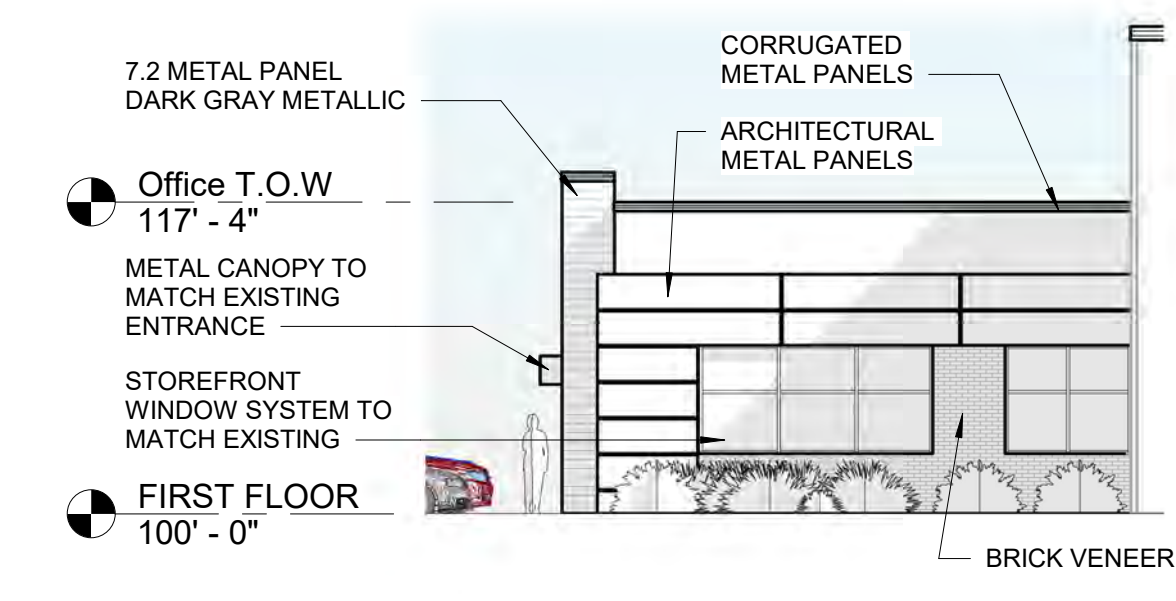 7.2 METAL PANEL
DARK GRAY METALLIC
CORRUGATED
METAL PANELS
ARCHITECTURAL
METAL PANELS
Office T.O.W
117' - 4"
METAL CANOPY TO
MATCH EXISTING
ENTRANCE
STOREFRONT
WINDOW SYSTEM TO
MATCH EXISTING
FIRST FLOOR
100' - 0"
BRICK VENEER